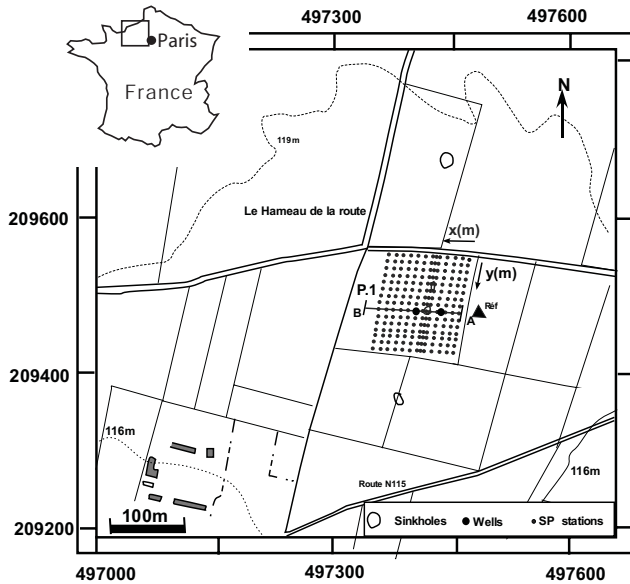 497300
497600
Paris
France
N
119m
209600
Le Hameau de la route
x(m)
y(m)
P.1
B
A
Réf
209400
116m
Route N115
116m
100m
Sinkholes
Wells
SP stations
209200
497000
497300
497600